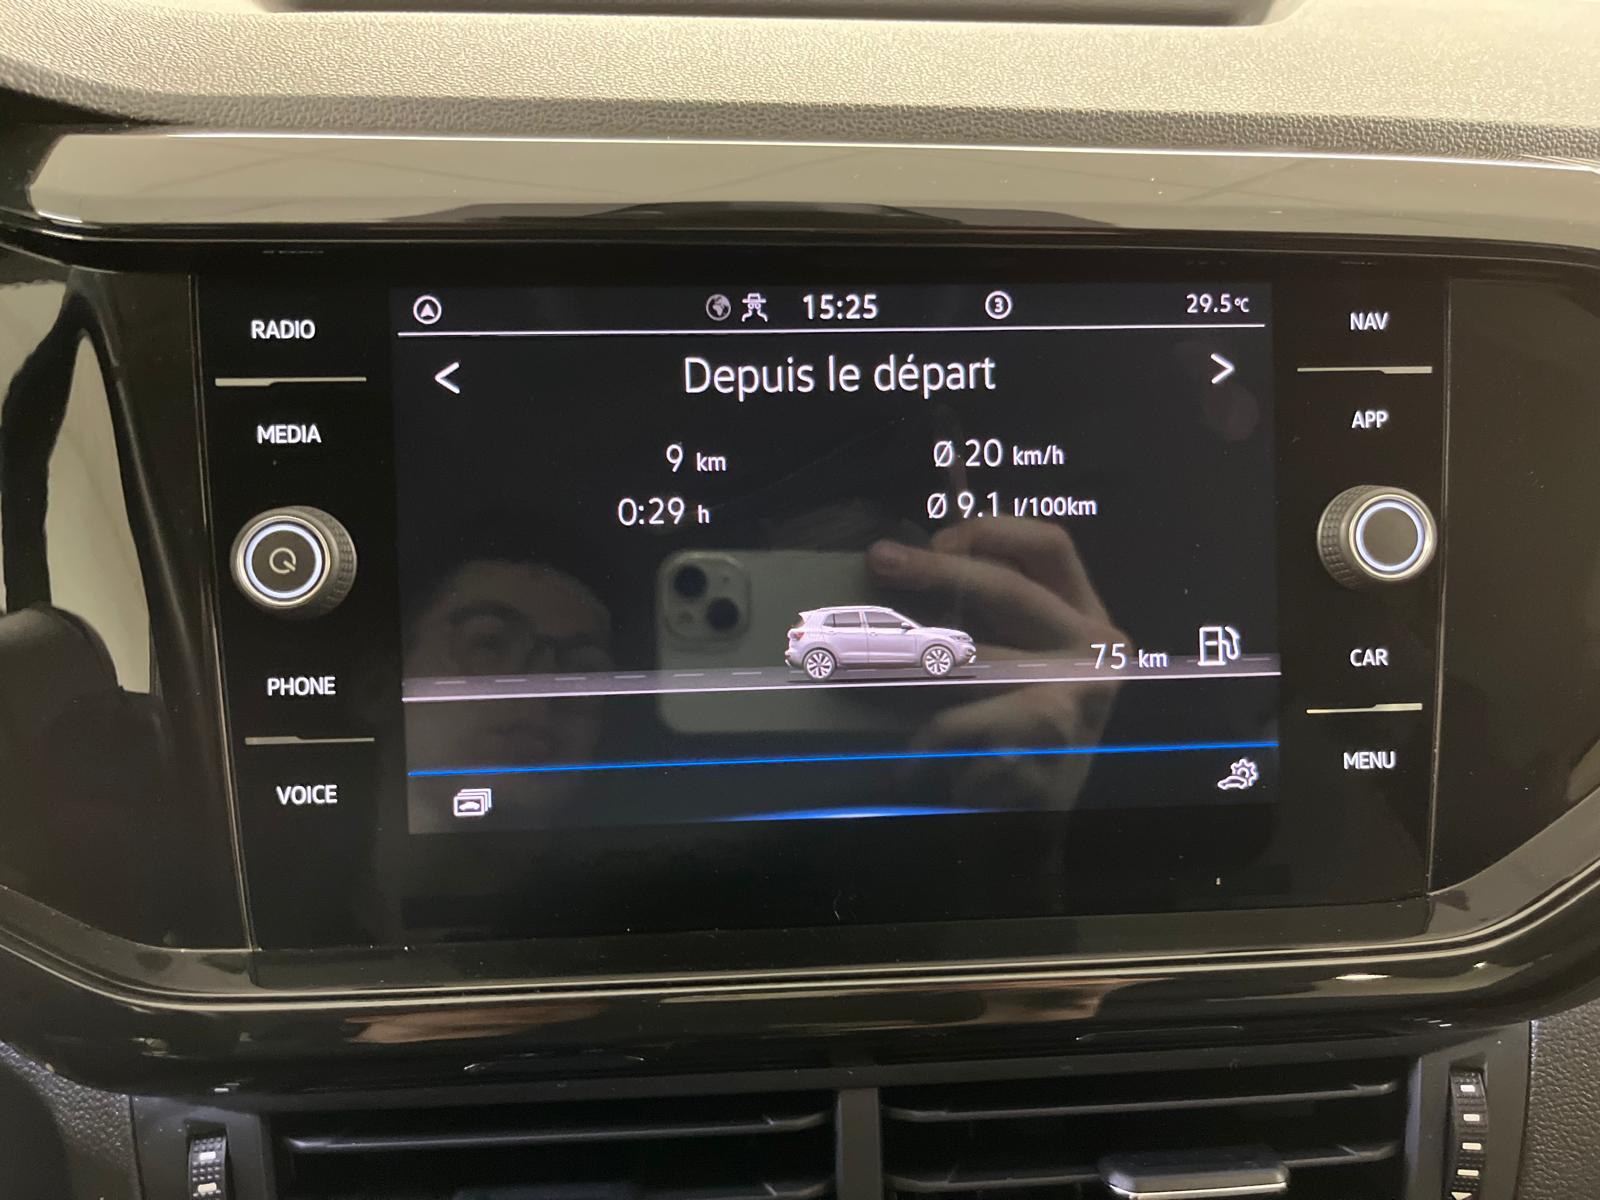 RADIO
MEDIA
PHONE
VOICE
15:25
3
29.5°C
<
Depuis le départ
>
9 km
Ø 20 km/h
0:29 h
Ø 9.1 l/100km
75 km
NAV
APP
CAR
MENU